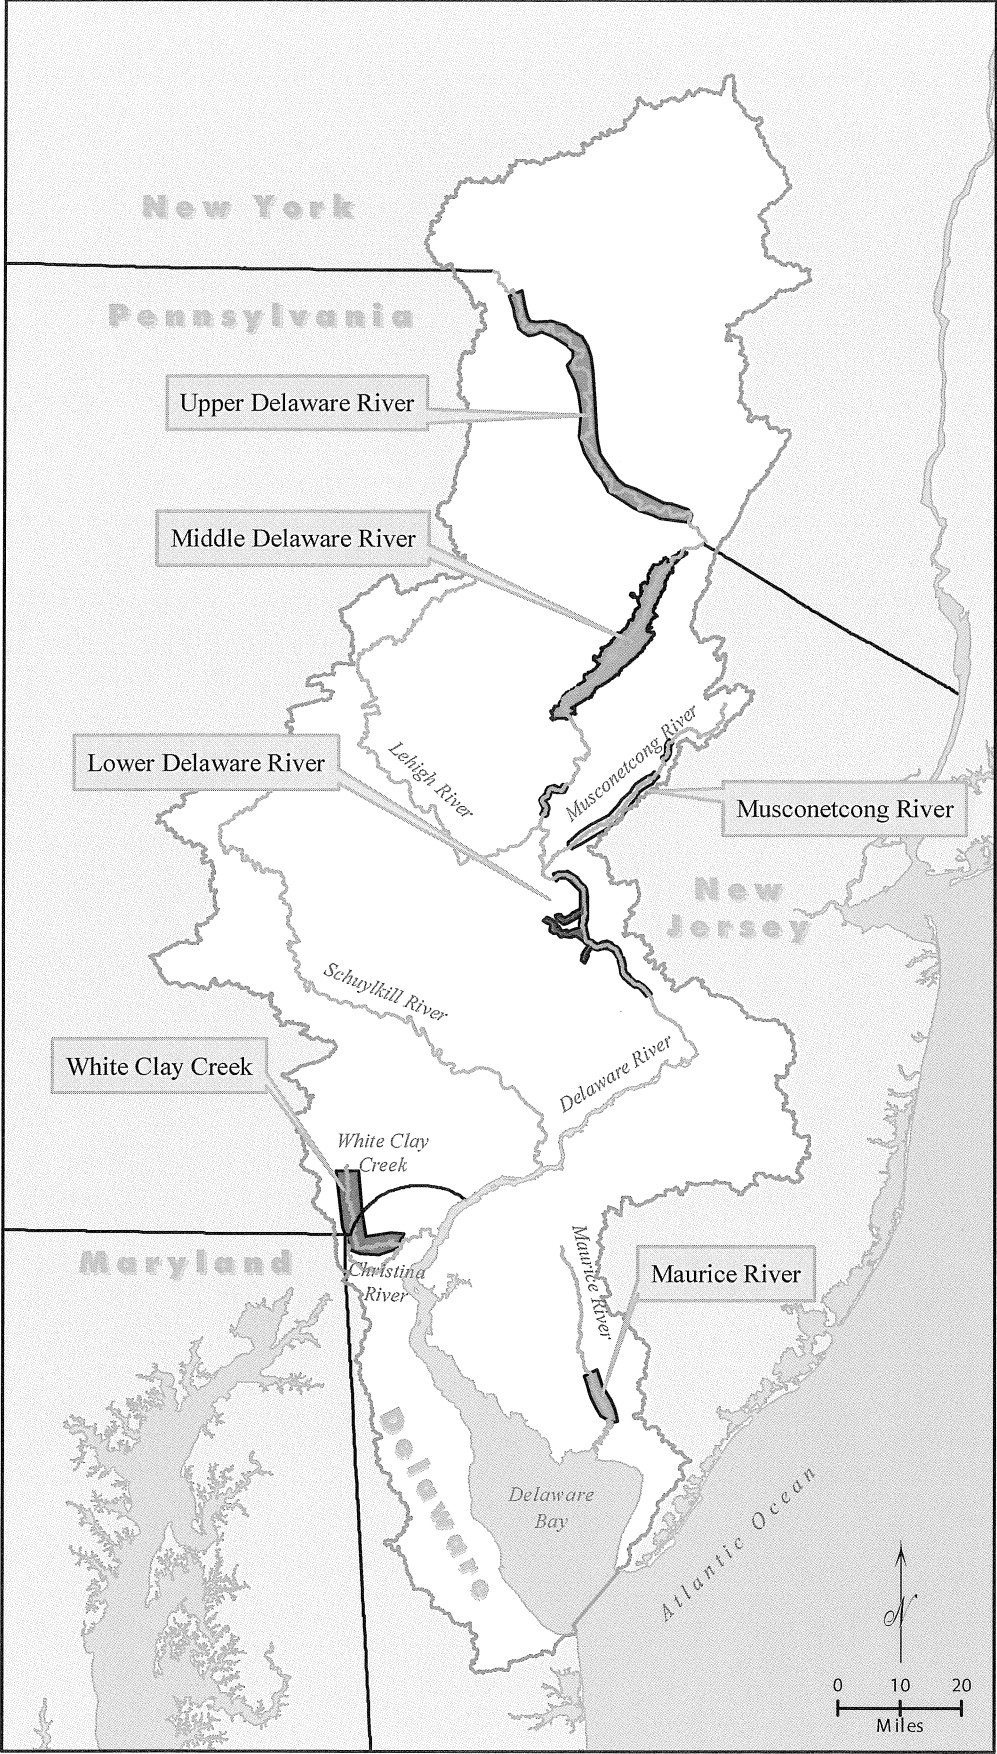 New York
Pennsylvania
Upper Delaware River
Middle Delaware River
Lower Delaware River
Lehigh River
Musconetcong River
Musconetcong River
New
Jersey
Schuylkill River
White Clay Creek
Delaware River
White Clay
Creek
Maryland
Christina
River
Maurice River
Maurice River
Delaware
Delaware
Bay
Atlantic Ocean
N
0 10 20
Miles